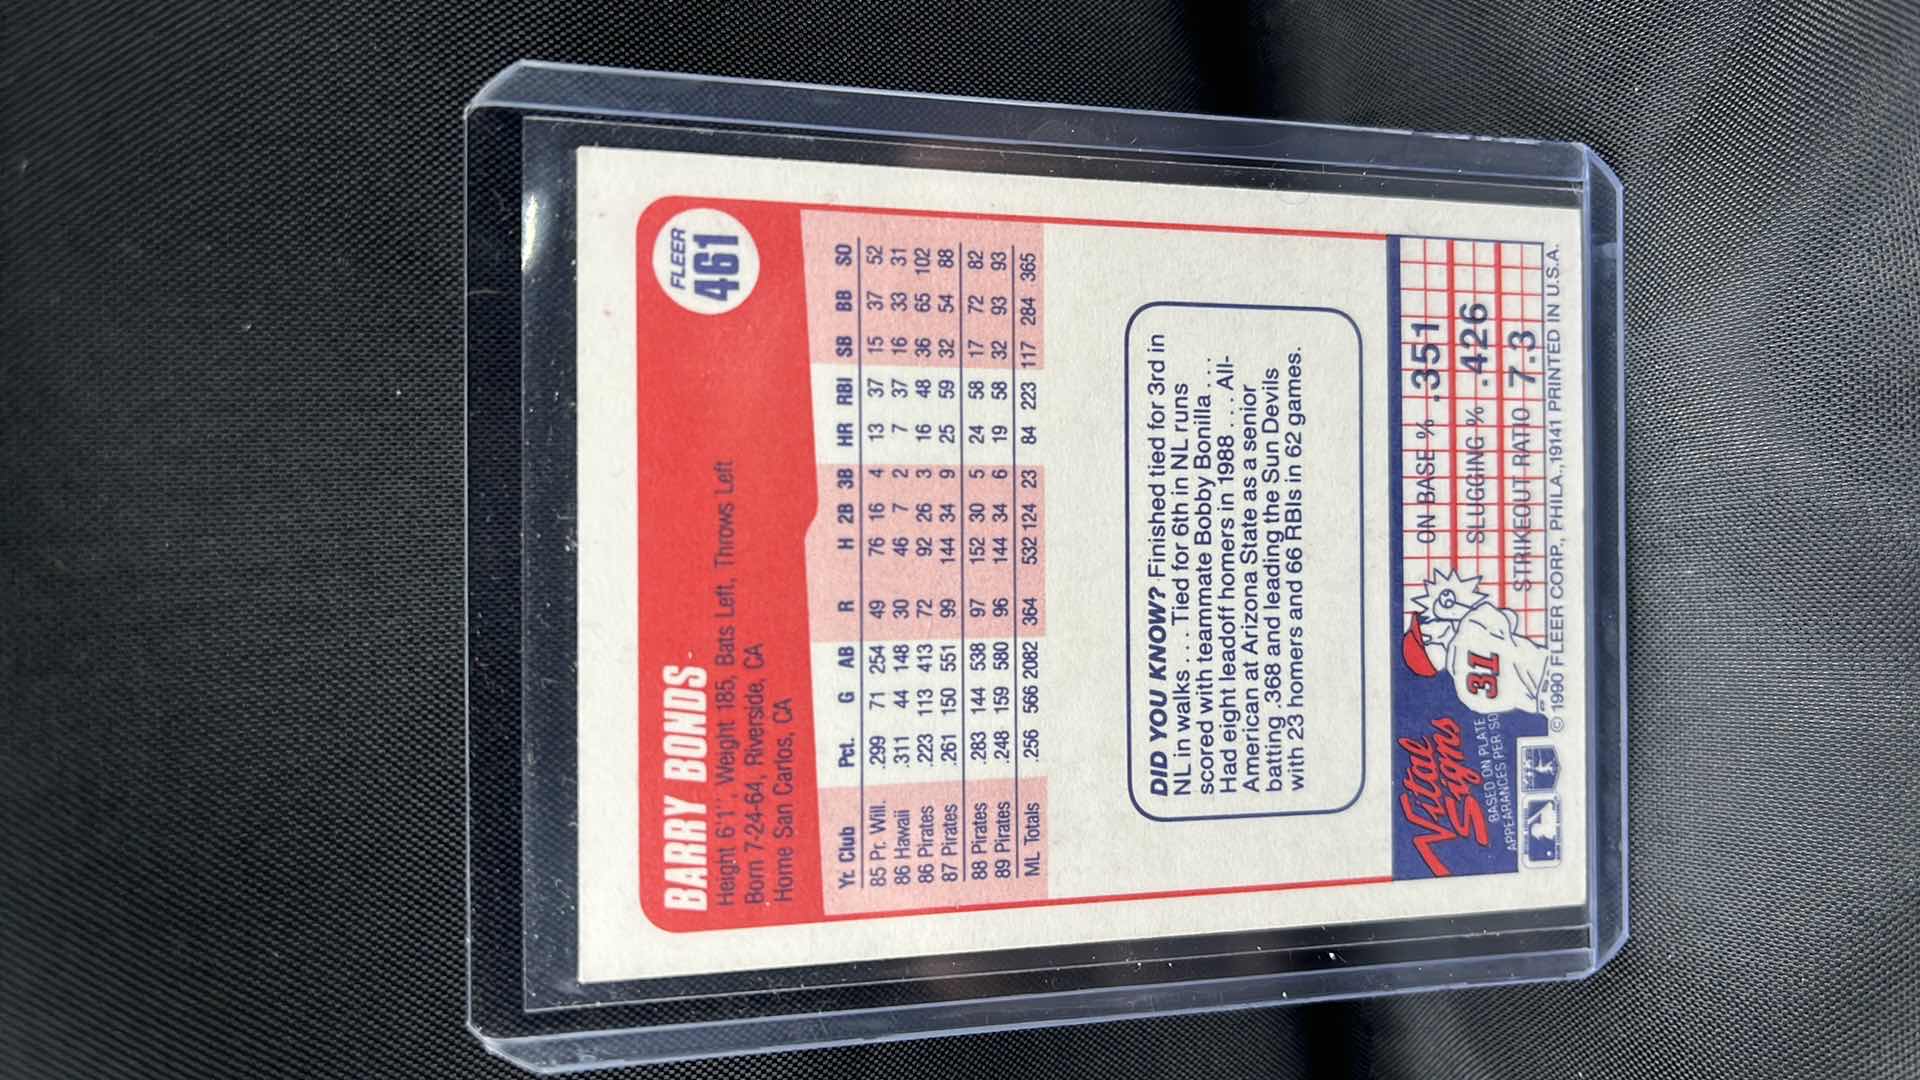 FLEER
461
BARRY BONDS
Height 6'1", Weight 185, Bats Left, Throws Left
Born 7-24-64, Riverside, CA
Home San Carlos, CA
Yr. Club Pct. G AB R H 2B 3B HR RBI SB BB SO
85 Pr. Will. .299 71 254 49 76 16 4 13 37 15 37 52
86 Hawaii .311 44 148 30 46 7 2 7 37 16 33 31
86 Pirates .223 113 413 72 92 26 3 16 48 36 65 102
87 Pirates .261 150 551 99 144 34 9 25 59 32 54 88
88 Pirates .283 144 538 97 152 30 5 24 58 17 72 82
89 Pirates .248 159 580 96 144 34 6 19 58 32 93 93
ML Totals .256 566 2082 364 532 124 23 84 223 117 284 365
DID YOU KNOW? Finished tied for 3rd in
NL in walks . . . Tied for 6th in NL runs
scored with teammate Bobby Bonilla . . .
Had eight leadoff homers in 1988 . . . All-
American at Arizona State as a senior
batting .368 and leading the Sun Devils
with 23 homers and 66 RBIs in 62 games.
Vital
Signs
BASED ON PLATE
APPEARANCES PER SO
31
ON BASE % .351
SLUGGING % .426
STRIKEOUT RATIO 7.3
© 1990 FLEER CORP., PHILA., 19141 PRINTED IN U.S.A.